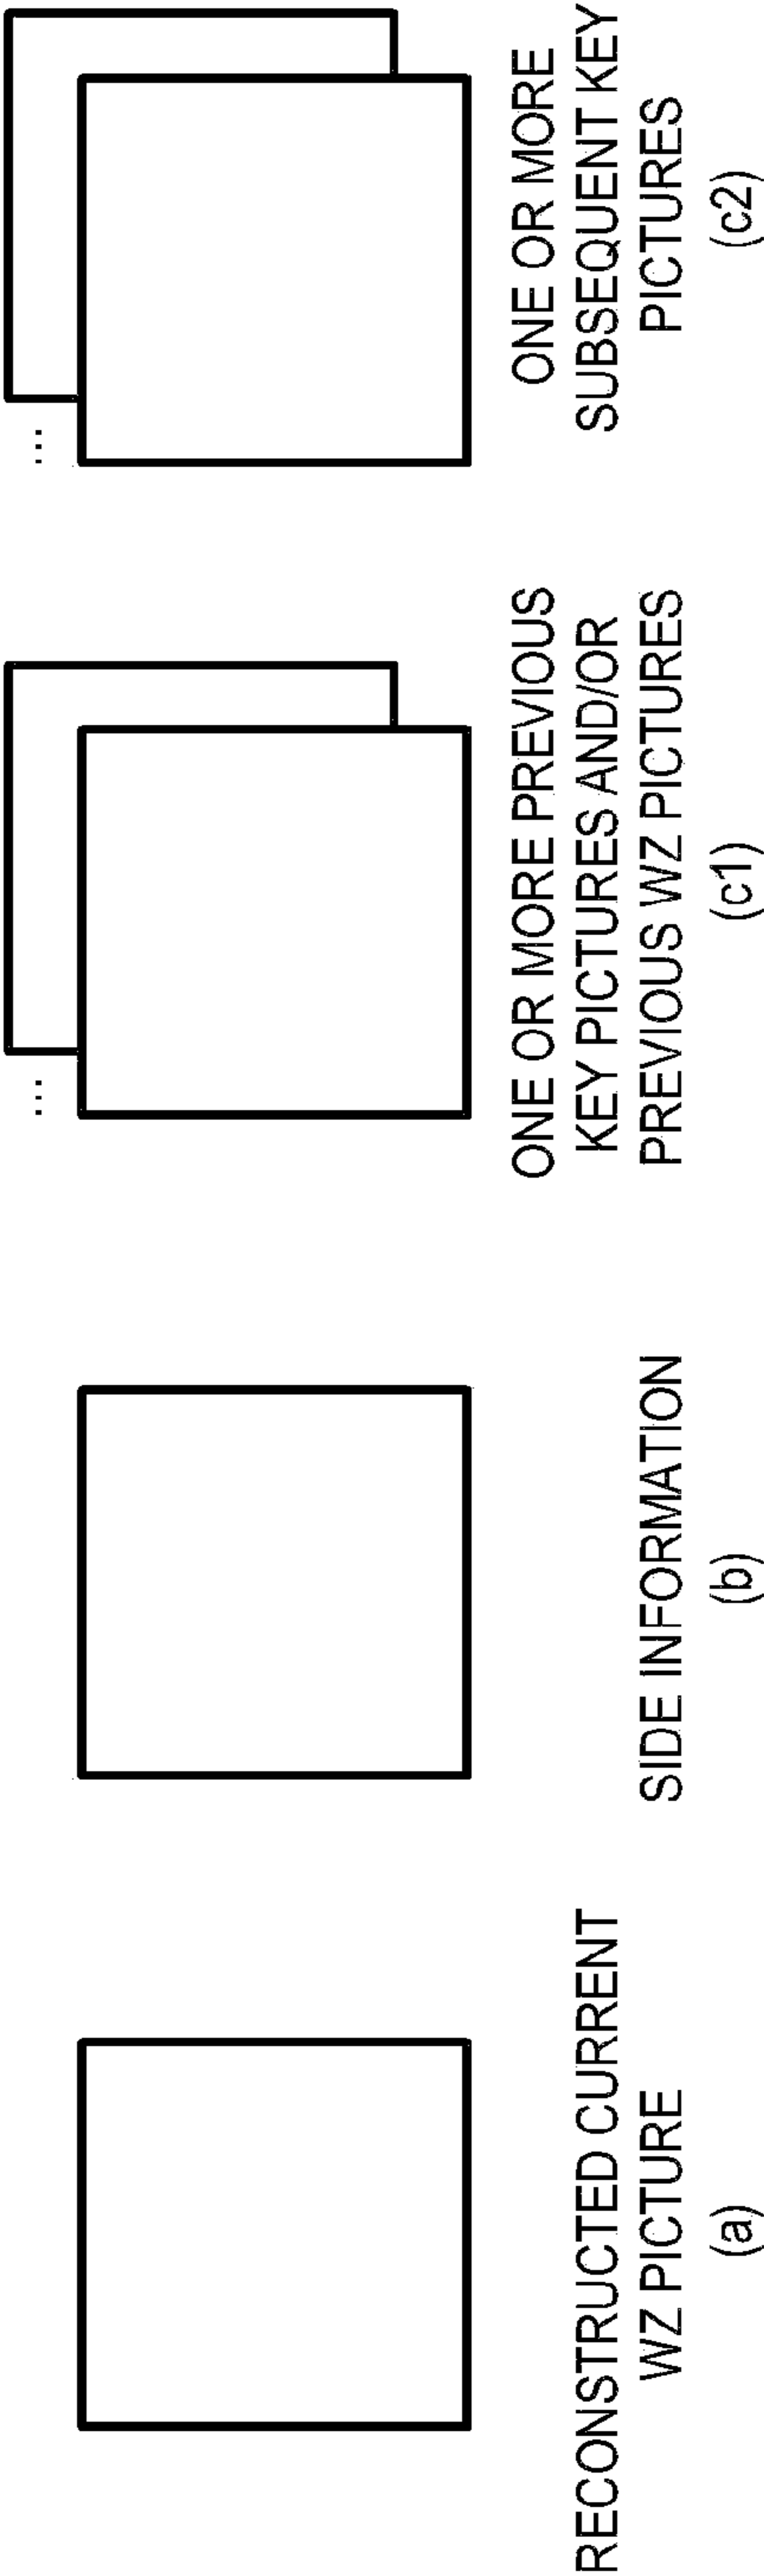 RECONSTRUCTED CURRENT
WZ PICTURE
(a)
SIDE INFORMATION
(b)
...
ONE OR MORE PREVIOUS
KEY PICTURES AND/OR
PREVIOUS WZ PICTURES
(c1)
...
ONE OR MORE
SUBSEQUENT KEY
PICTURES
(c2)